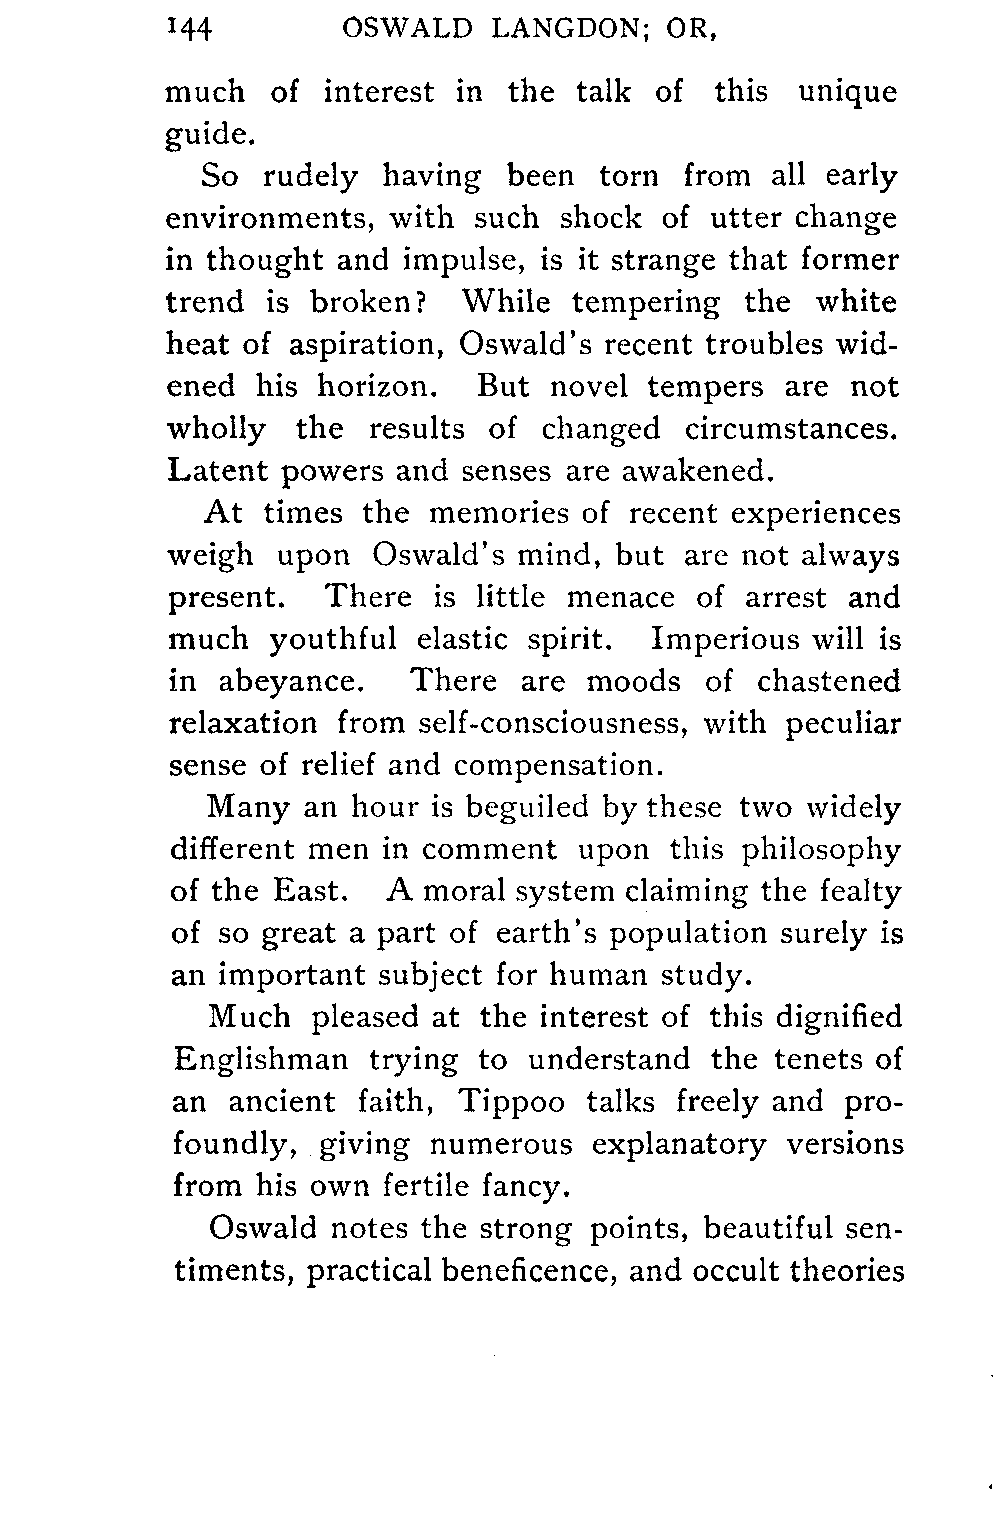 144 OSWALD LANGDON; OR,
much of interest in the talk of this unique
guide.
So rudely having been torn from all early
environments, with such shock of utter change
in thought and impulse, is it strange that former
trend is broken? While tempering the white
heat of aspiration, Oswald's recent troubles wid-
ened his horizon. But novel tempers are not
wholly the results of changed circumstances.
Latent powers and senses are awakened.
At times the memories of recent experiences
weigh upon Oswald's mind, but are not always
present. There is little menace of arrest and
much youthful elastic spirit. Imperious will is
in abeyance. There are moods of chastened
relaxation from self-consciousness, with peculiar
sense of relief and compensation.
Many an hour is beguiled by these two widely
different men in comment upon this philosophy
of the East. A moral system claiming the fealty
of so great a part of earth's population surely is
an important subject for human study.
Much pleased at the interest of this dignified
Englishman trying to understand the tenets of
an ancient faith, Tippoo talks freely and pro-
foundly, giving numerous explanatory versions
from his own fertile fancy.
Oswald notes the strong points, beautiful sen-
timents, practical beneficence, and occult theories